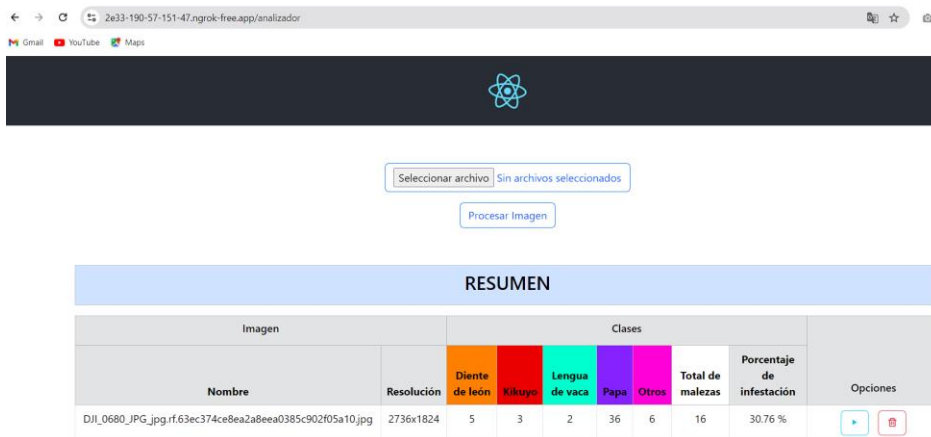 2e33-190-57-151-47.ngrok-free.app/analizador
Gmail YouTube Maps
Seleccionar archivo Sin archivos seleccionados
Procesar Imagen
RESUMEN
Imagen Clases Opciones
Nombre Resolución Diente de león Kikuyo Lengua de vaca Papa Otros Total de malezas Porcentaje de infestación
DJI_0680_JPG_jpg.rf.63ec374ce8ea2a8eea0385c902f05a10.jpg 2736x1824 5 3 2 36 6 16 30.76 %